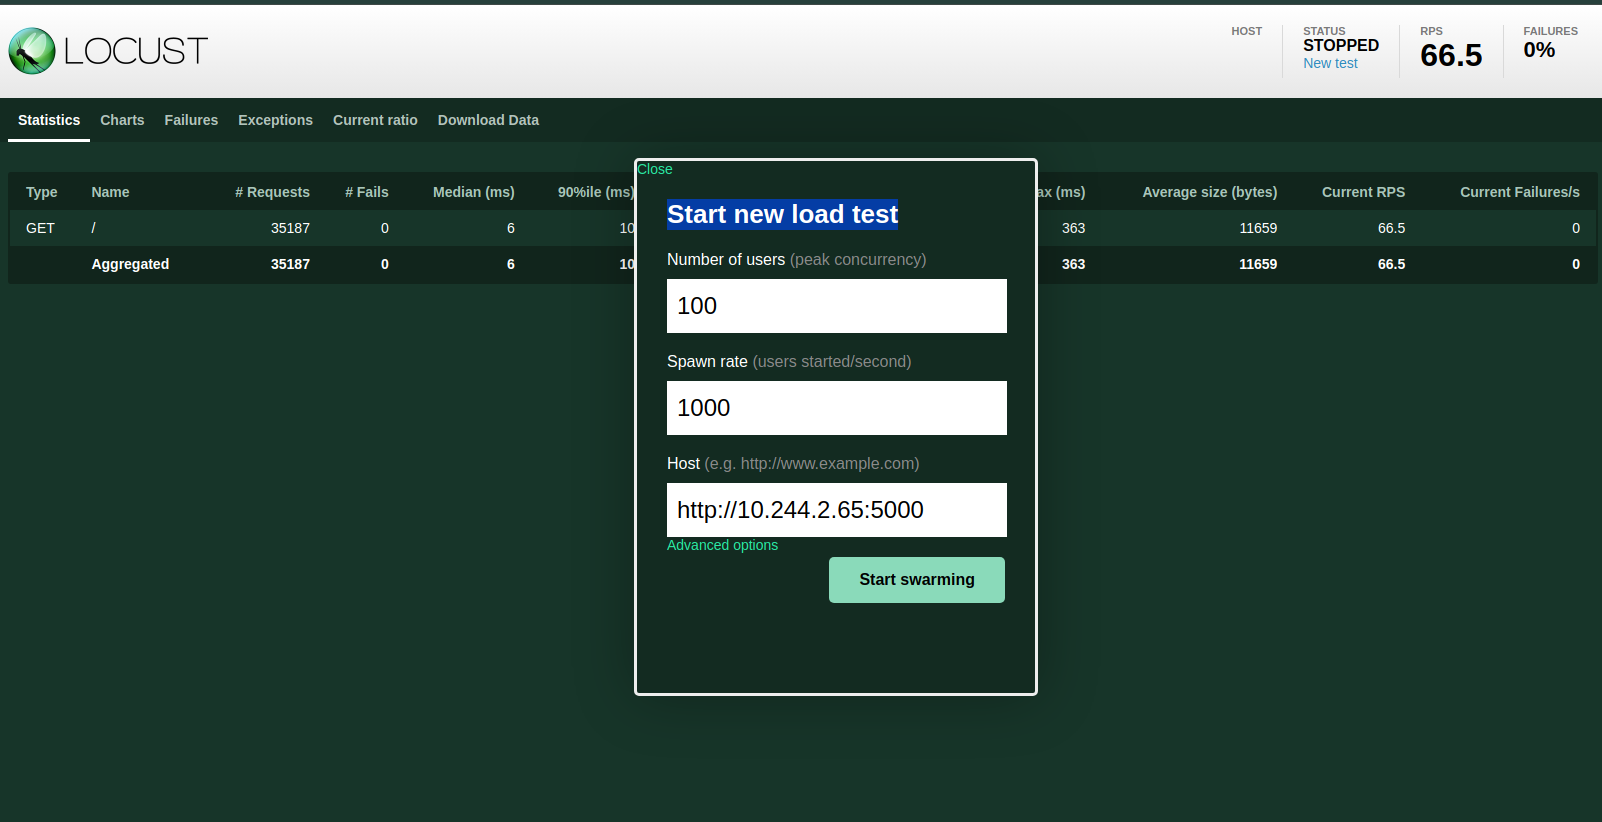 LOCUST
HOST
STATUS
STOPPED
New test
RPS
66.5
FAILURES
0%
Statistics Charts Failures Exceptions Current ratio Download Data
Type Name # Requests # Fails Median (ms) 90%ile (ms) (ms) Average size (bytes) Current RPS Current Failures/s
GET / 35187 0 6 10 363 11659 66.5 0
Aggregated 35187 0 6 10 363 11659 66.5 0
Close
Start new load test
Number of users (peak concurrency)
100
Spawn rate (users started/second)
1000
Host (e.g. http://www.example.com)
http://10.244.2.65:5000
Advanced options
Start swarming